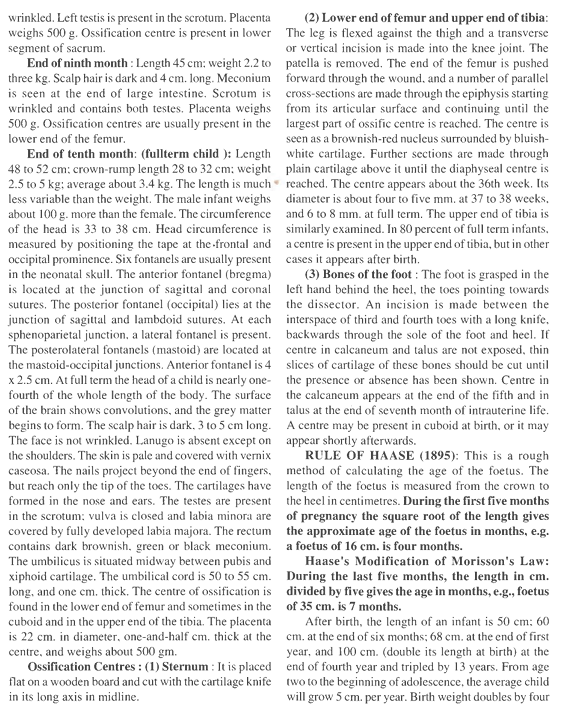 wrinkled. Left testis is present in the scrotum. Placenta
weighs 500 g. Ossification centre is present in lower
segment of sacrum.
End of ninth month : Length 45 cm; weight 2.2 to
three kg. Scalp hair is dark and 4 cm. long. Meconium
is seen at the end of large intestine. Scrotum is
wrinkled and contains both testes. Placenta weighs
500 g. Ossification centres are usually present in the
lower end of the femur.
End of tenth month: (fullterm child ): Length
48 to 52 cm; crown-rump length 28 to 32 cm; weight
2.5 to 5 kg; average about 3.4 kg. The length is much
less variable than the weight. The male infant weighs
about 100 g. more than the female. The circumference
of the head is 33 to 38 cm. Head circumference is
measured by positioning the tape at the frontal and
occipital prominence. Six fontanels are usually present
in the neonatal skull. The anterior fontanel (bregma)
is located at the junction of sagittal and coronal
sutures. The posterior fontanel (occipital) lies at the
junction of sagittal and lambdoid sutures. At each
sphenoparietal junction, a lateral fontanel is present.
The posterolateral fontanels (mastoid) are located at
the mastoid-occipital junctions. Anterior fontanel is 4
x 2.5 cm. At full term the head of a child is nearly one-
fourth of the whole length of the body. The surface
of the brain shows convolutions, and the grey matter
begins to form. The scalp hair is dark, 3 to 5 cm long.
The face is not wrinkled. Lanugo is absent except on
the shoulders. The skin is pale and covered with vernix
caseosa. The nails project beyond the end of fingers,
but reach only the tip of the toes. The cartilages have
formed in the nose and ears. The testes are present
in the scrotum; vulva is closed and labia minora are
covered by fully developed labia majora. The rectum
contains dark brownish, green or black meconium.
The umbilicus is situated midway between pubis and
xiphoid cartilage. The umbilical cord is 50 to 55 cm.
long, and one cm. thick. The centre of ossification is
found in the lower end of femur and sometimes in the
cuboid and in the upper end of the tibia. The placenta
is 22 cm. in diameter, one-and-half cm. thick at the
centre, and weighs about 500 gm.
Ossification Centres : (1) Sternum : It is placed
flat on a wooden board and cut with the cartilage knife
in its long axis in midline.
(2) Lower end of femur and upper end of tibia:
The leg is flexed against the thigh and a transverse
or vertical incision is made into the knee joint. The
patella is removed. The end of the femur is pushed
forward through the wound, and a number of parallel
cross-sections are made through the epiphysis starting
from its articular surface and continuing until the
largest part of ossific centre is reached. The centre is
seen as a brownish-red nucleus surrounded by bluish-
white cartilage. Further sections are made through
plain cartilage above it until the diaphyseal centre is
reached. The centre appears about the 36th week. Its
diameter is about four to five mm. at 37 to 38 weeks,
and 6 to 8 mm. at full term. The upper end of tibia is
similarly examined. In 80 percent of full term infants,
a centre is present in the upper end of tibia, but in other
cases it appears after birth.
(3) Bones of the foot : The foot is grasped in the
left hand behind the heel, the toes pointing towards
the dissector. An incision is made between the
interspace of third and fourth toes with a long knife,
backwards through the sole of the foot and heel. If
centre in calcaneum and talus are not exposed, thin
slices of cartilage of these bones should be cut until
the presence or absence has been shown. Centre in
the calcaneum appears at the end of the fifth and in
talus at the end of seventh month of intrauterine life.
A centre may be present in cuboid at birth, or it may
appear shortly afterwards.
RULE OF HAASE (1895): This is a rough
method of calculating the age of the foetus. The
length of the foetus is measured from the crown to
the heel in centimetres. During the first five months
of pregnancy the square root of the length gives
the approximate age of the foetus in months, e.g.
a foetus of 16 cm. is four months.
Haase's Modification of Morisson's Law:
During the last five months, the length in cm.
divided by five gives the age in months, e.g., foetus
of 35 cm. is 7 months.
After birth, the length of an infant is 50 cm; 60
cm. at the end of six months; 68 cm. at the end of first
year, and 100 cm. (double its length at birth) at the
end of fourth year and tripled by 13 years. From age
two to the beginning of adolescence, the average child
will grow 5 cm. per year. Birth weight doubles by four